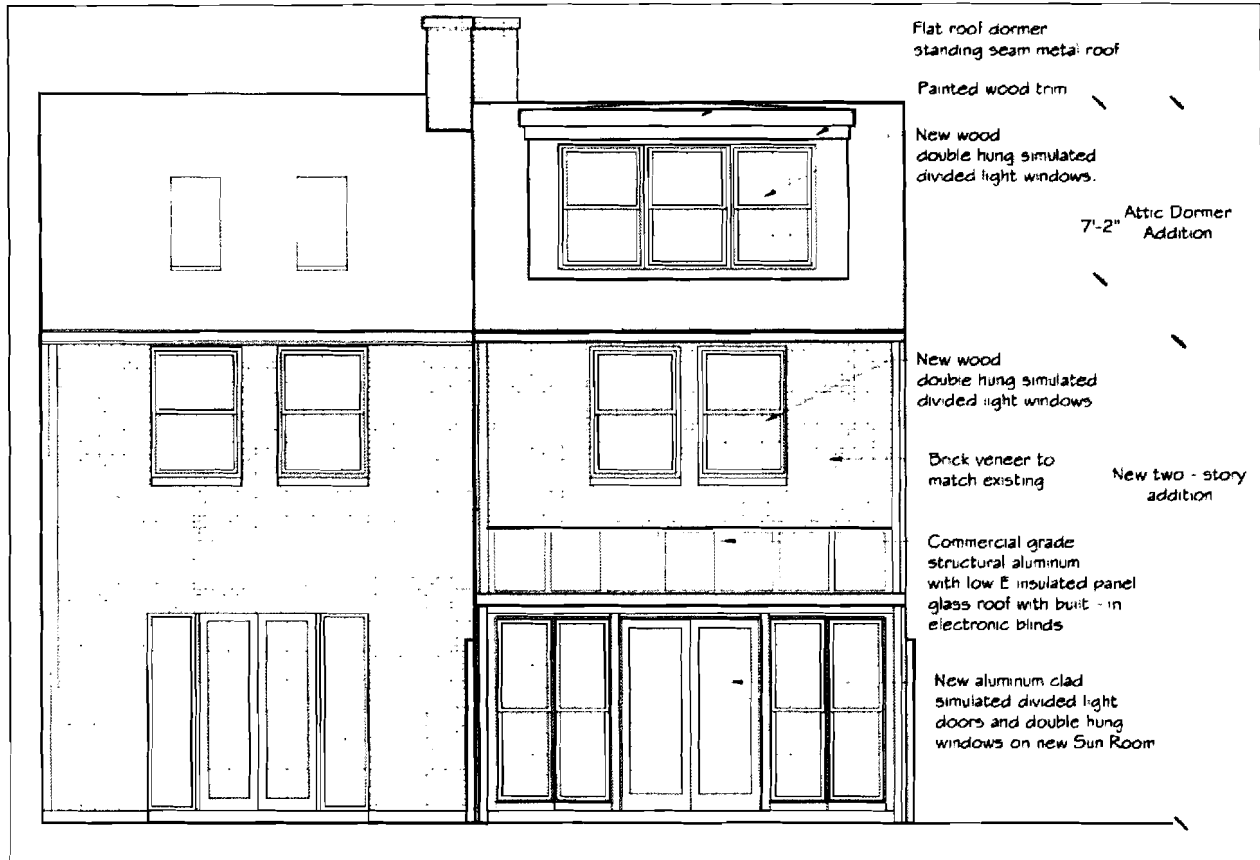 Flat roof dormer
standing seam metal roof
Painted wood trim
New wood
double hung simulated
divided light windows.
7'-2" Attic Dormer
Addition
New wood
double hung simulated
divided light windows
Brick veneer to
match existing
New two - story
addition
Commercial grade
structural aluminum
with low E insulated panel
glass roof with built - in
electronic blinds
New aluminum clad
simulated divided light
doors and double hung
windows on new Sun Room